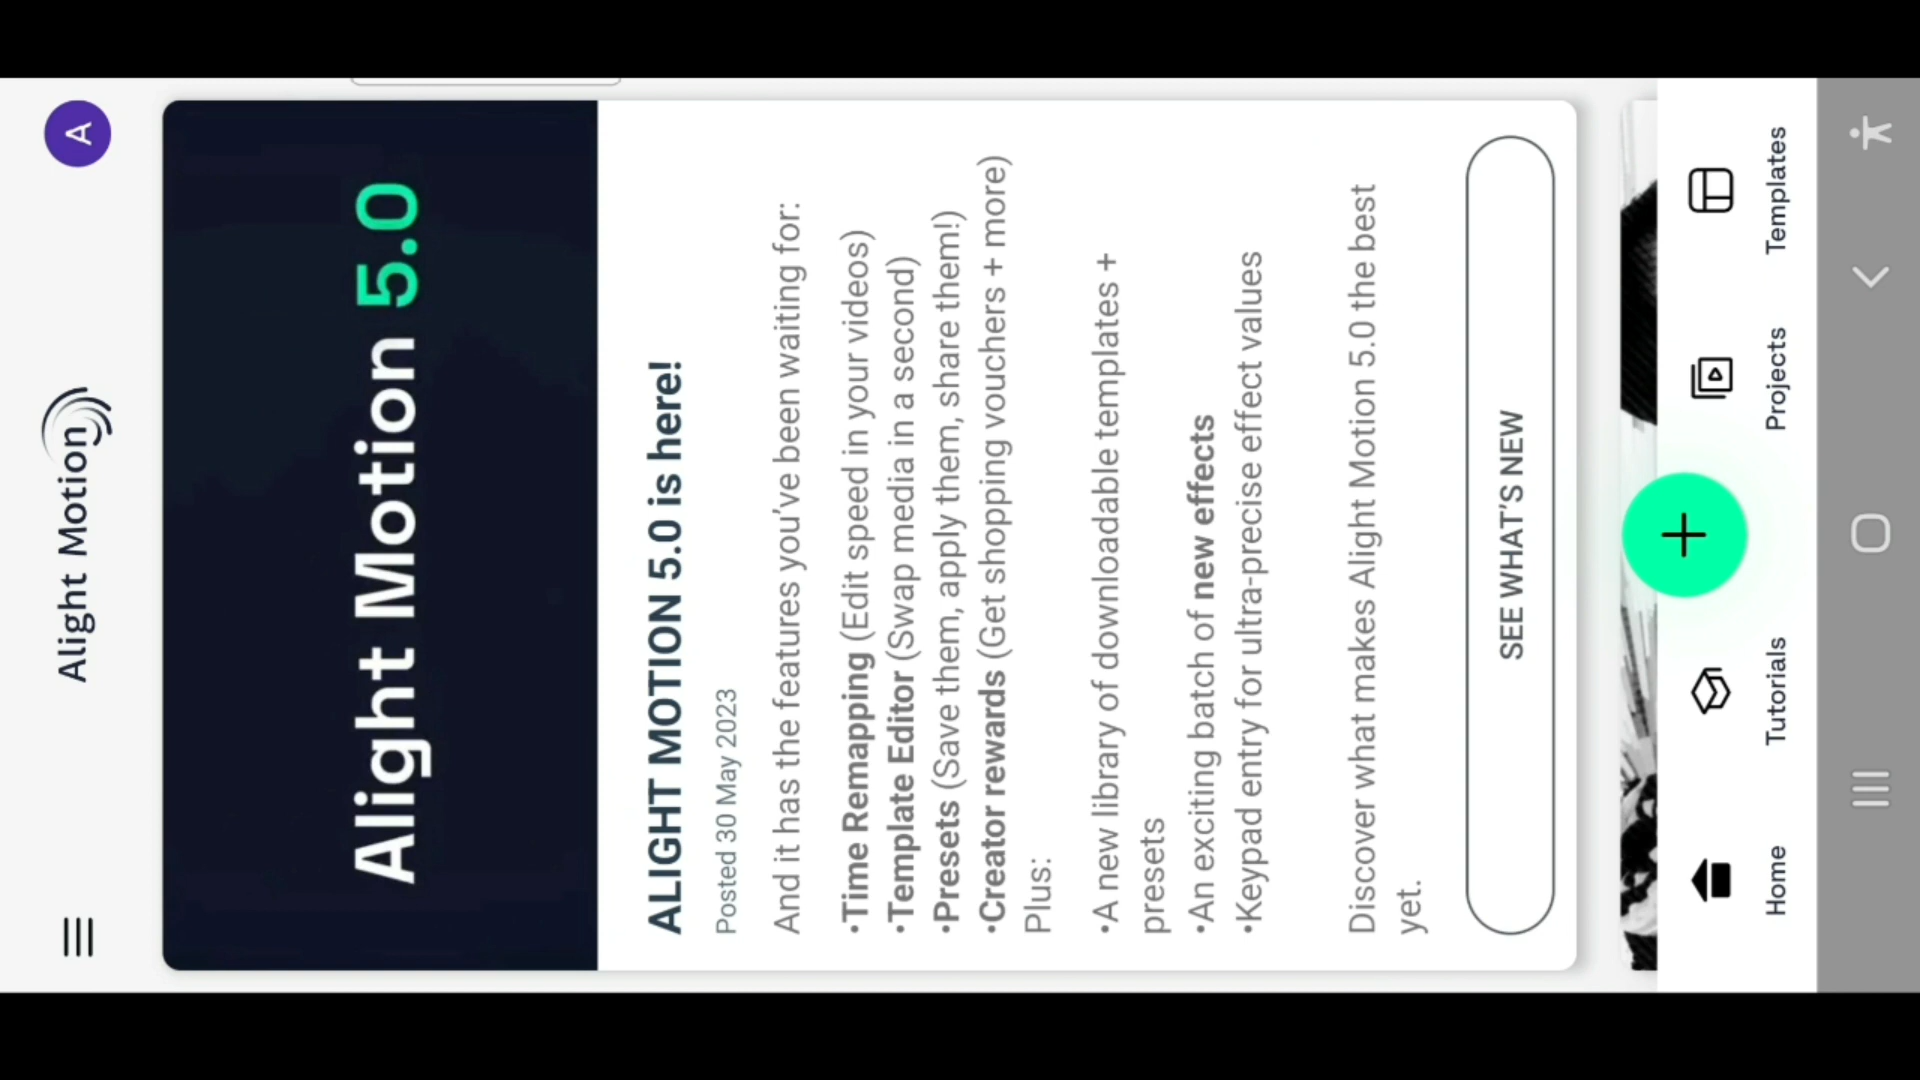 Alight Motion
A
Alight Motion 5.0
ALIGHT MOTION 5.0 is here!
Posted 30 May 2023
And it has the features you've been waiting for:
•Time Remapping (Edit speed in your videos)
•Template Editor (Swap media in a second)
•Presets (Save them, apply them, share them!)
•Creator rewards (Get shopping vouchers + more)
Plus:
•A new library of downloadable templates +
presets
•An exciting batch of new effects
•Keypad entry for ultra-precise effect values
Discover what makes Alight Motion 5.0 the best
yet.
SEE WHAT'S NEW
Home
Tutorials
Projects
Templates